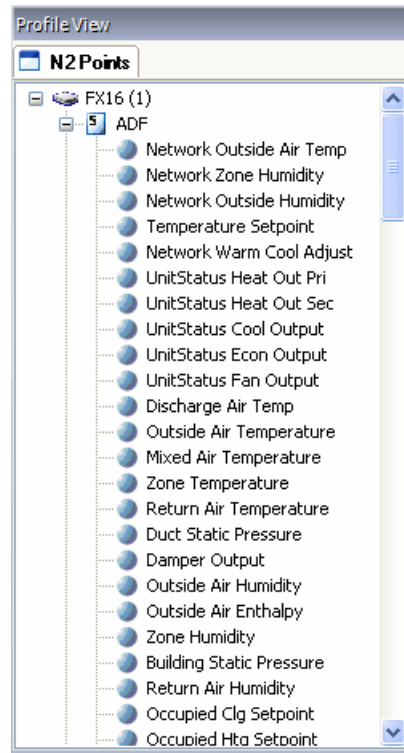 Profile View
N2 Points
FX16 (1)
5 ADF
Network Outside Air Temp
Network Zone Humidity
Network Outside Humidity
Temperature Setpoint
Network Warm Cool Adjust
UnitStatus Heat Out Pri
UnitStatus Heat Out Sec
UnitStatus Cool Output
UnitStatus Econ Output
UnitStatus Fan Output
Discharge Air Temp
Outside Air Temperature
Mixed Air Temperature
Zone Temperature
Return Air Temperature
Duct Static Pressure
Damper Output
Outside Air Humidity
Outside Air Enthalpy
Zone Humidity
Building Static Pressure
Return Air Humidity
Occupied Clg Setpoint
Occupied Htg Setpoint